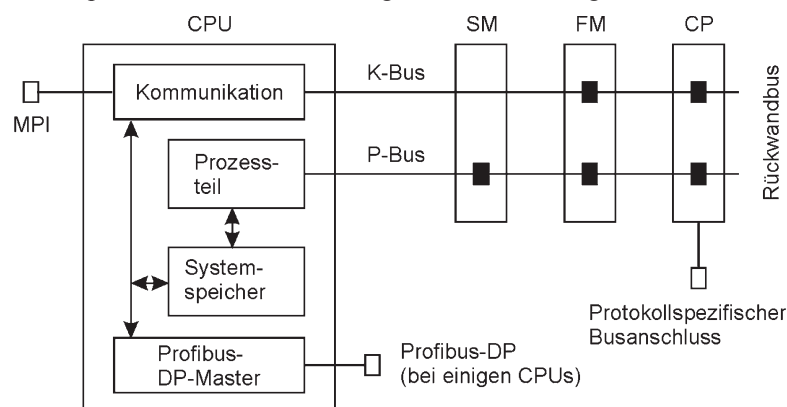 CPU
SM
FM
CP
K-Bus
Kommunikation
MPI
P-Bus
Prozess-
teil
Rückwandbus
System-
speicher
Protokollspezifischer
Busanschluss
Profibus-
DP-Master
Profibus-DP
(bei einigen CPUs)